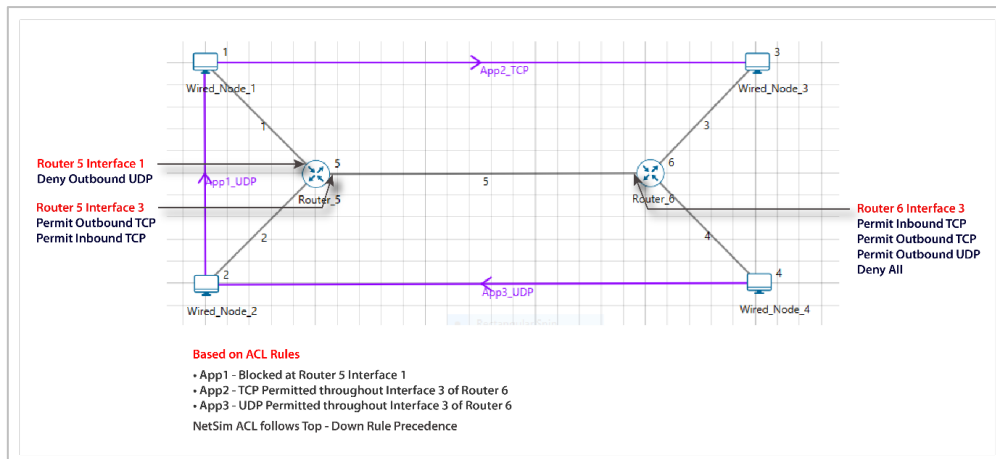 1
3
Wired_Node_1
App2_TCP
Wired_Node_3
1
3
Router 5 Interface 1
Deny Outbound UDP
5
6
App1_UDP
Router_5
5
Router_6
Router 5 Interface 3
Permit Outbound TCP
Permit Inbound TCP
Router 6 Interface 3
Permit Inbound TCP
Permit Outbound TCP
Permit Outbound UDP
Deny All
2
4
2
4
App3_UDP
Wired_Node_2
Wired_Node_4
Based on ACL Rules
• App1 - Blocked at Router 5 Interface 1
• App2 - TCP Permitted throughout Interface 3 of Router 6
• App3 - UDP Permitted throughout Interface 3 of Router 6
NetSim ACL follows Top - Down Rule Precedence